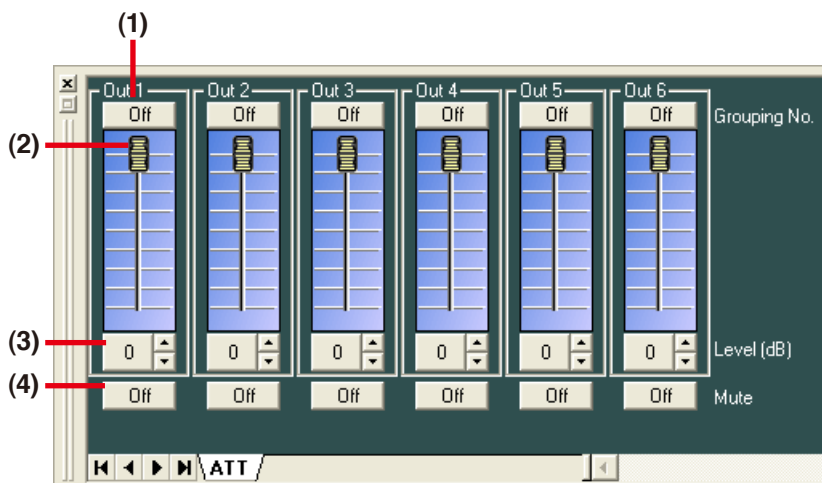 (1)
Out 1 Out 2 Out 3 Out 4 Out 5 Out 6
Off Off Off Off Off Off Grouping No.
(2)
(3) 0 0 0 0 0 0 Level (dB)
(4) Off Off Off Off Off Off Mute
ATT